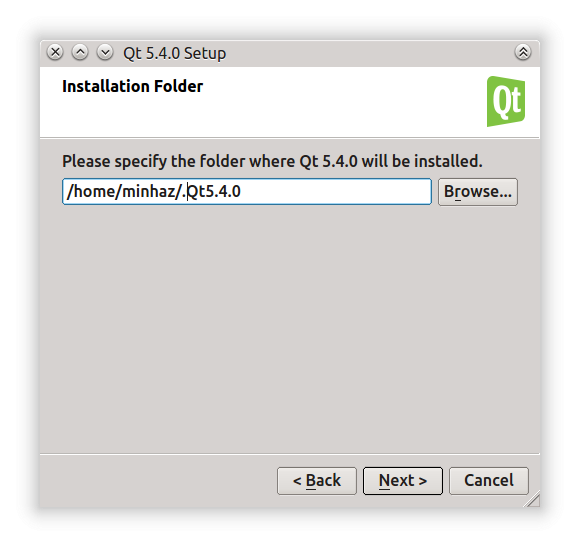 Qt 5.4.0 Setup
Installation Folder
Qt
Please specify the folder where Qt 5.4.0 will be installed.
/home/minhaz/.Qt5.4.0
Browse...
< Back
Next >
Cancel